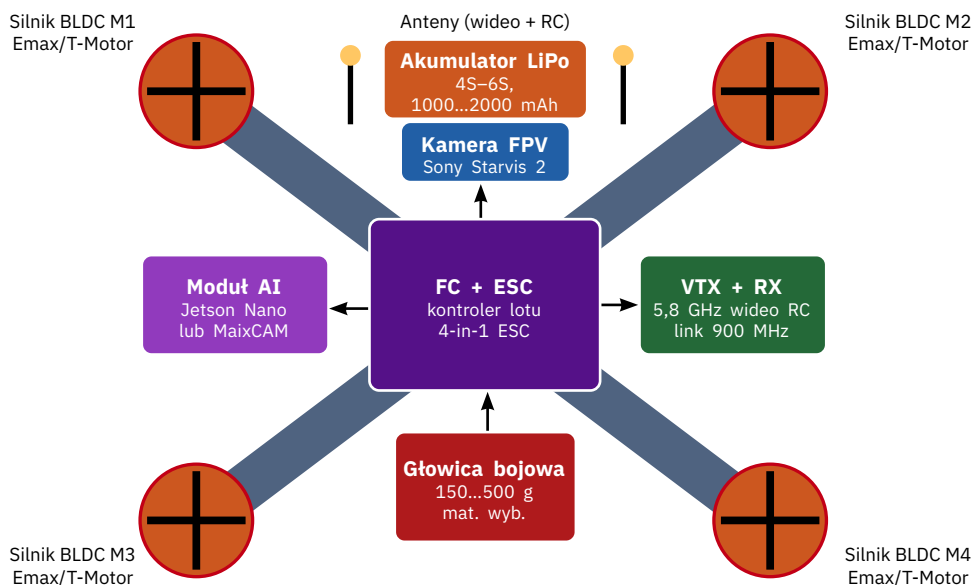 Silnik BLDC M1
Emax/T-Motor
Anteny (wideo + RC)
Silnik BLDC M2
Emax/T-Motor
Akumulator LiPo
4S–6S,
1000...2000 mAh
Kamera FPV
Sony Starvis 2
Moduł AI
Jetson Nano
lub MaixCAM
FC + ESC
kontroler lotu
4-in-1 ESC
VTX + RX
5,8 GHz wideo RC
link 900 MHz
Głowica bojowa
150...500 g
mat. wyb.
Silnik BLDC M3
Emax/T-Motor
Silnik BLDC M4
Emax/T-Motor